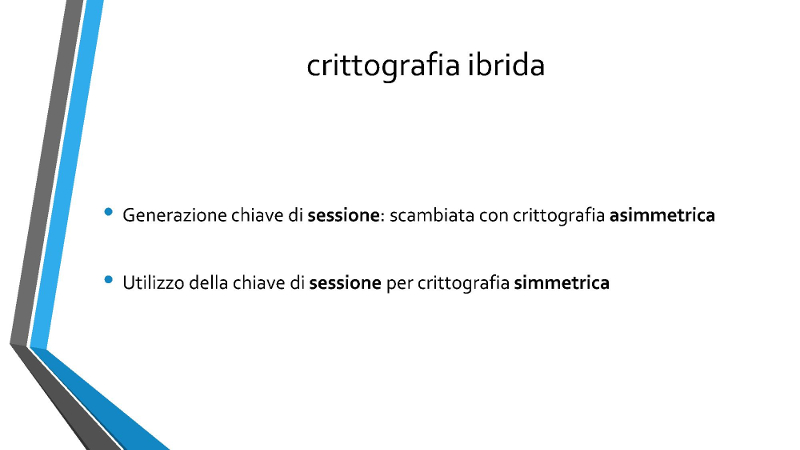 crittografia ibrida
• Generazione chiave di sessione: scambiata con crittografia asimmetrica
• Utilizzo della chiave di sessione per crittografia simmetrica